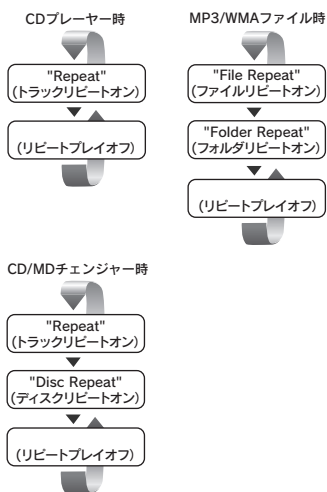 CDプレーヤー時
"Repeat"
(トラックリピートオン)
(リピートプレイオフ)
MP3/WMAファイル時
"File Repeat"
(ファイルリピートオン)
"Folder Repeat"
(フォルダリピートオン)
(リピートプレイオフ)
CD/MDチェンジャー時
"Repeat"
(トラックリピートオン)
"Disc Repeat"
(ディスクリピートオン)
(リピートプレイオフ)